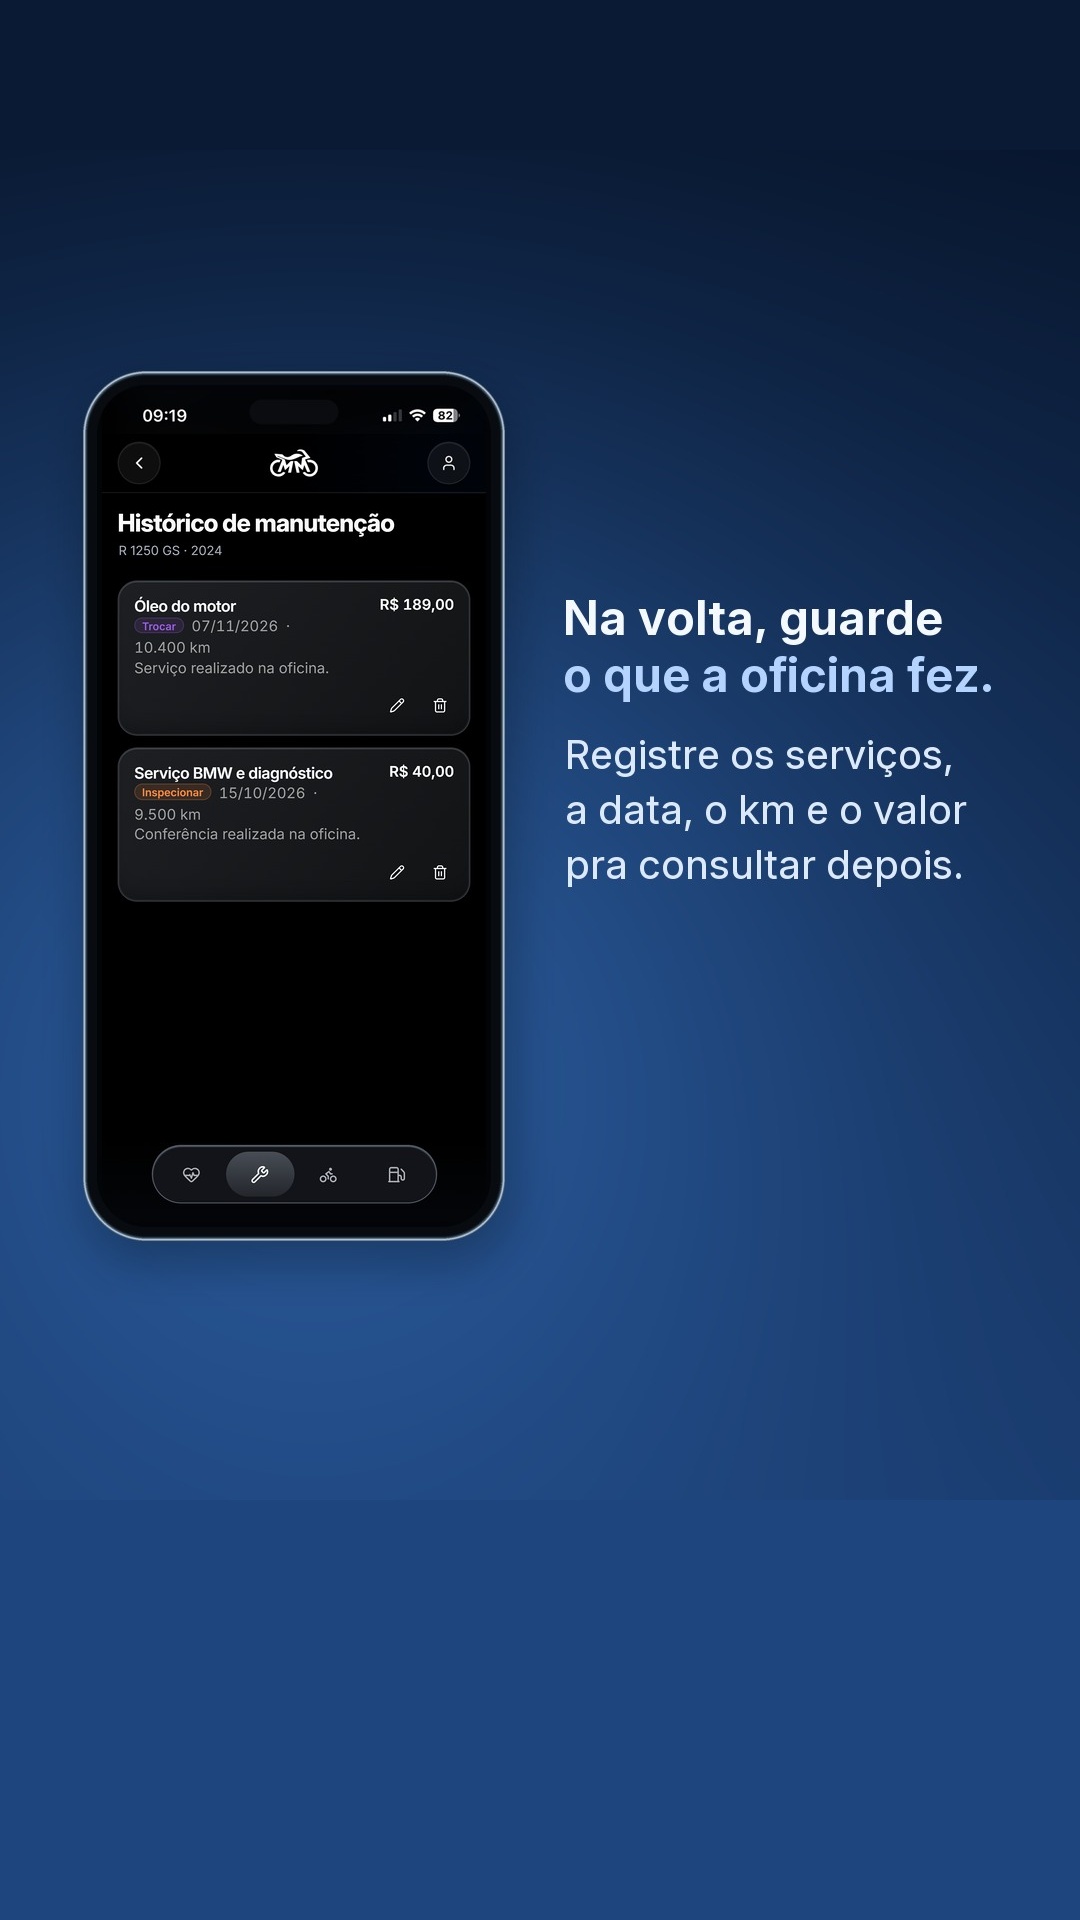 09:19
82
MM
Histórico de manutenção
R 1250 GS · 2024
Óleo do motor
R$ 189,00
Trocar 07/11/2026 ·
10.400 km
Serviço realizado na oficina.
Serviço BMW e diagnóstico
R$ 40,00
Inspecionar 15/10/2026 ·
9.500 km
Conferência realizada na oficina.
Na volta, guarde
o que a oficina fez.
Registre os serviços,
a data, o km e o valor
pra consultar depois.